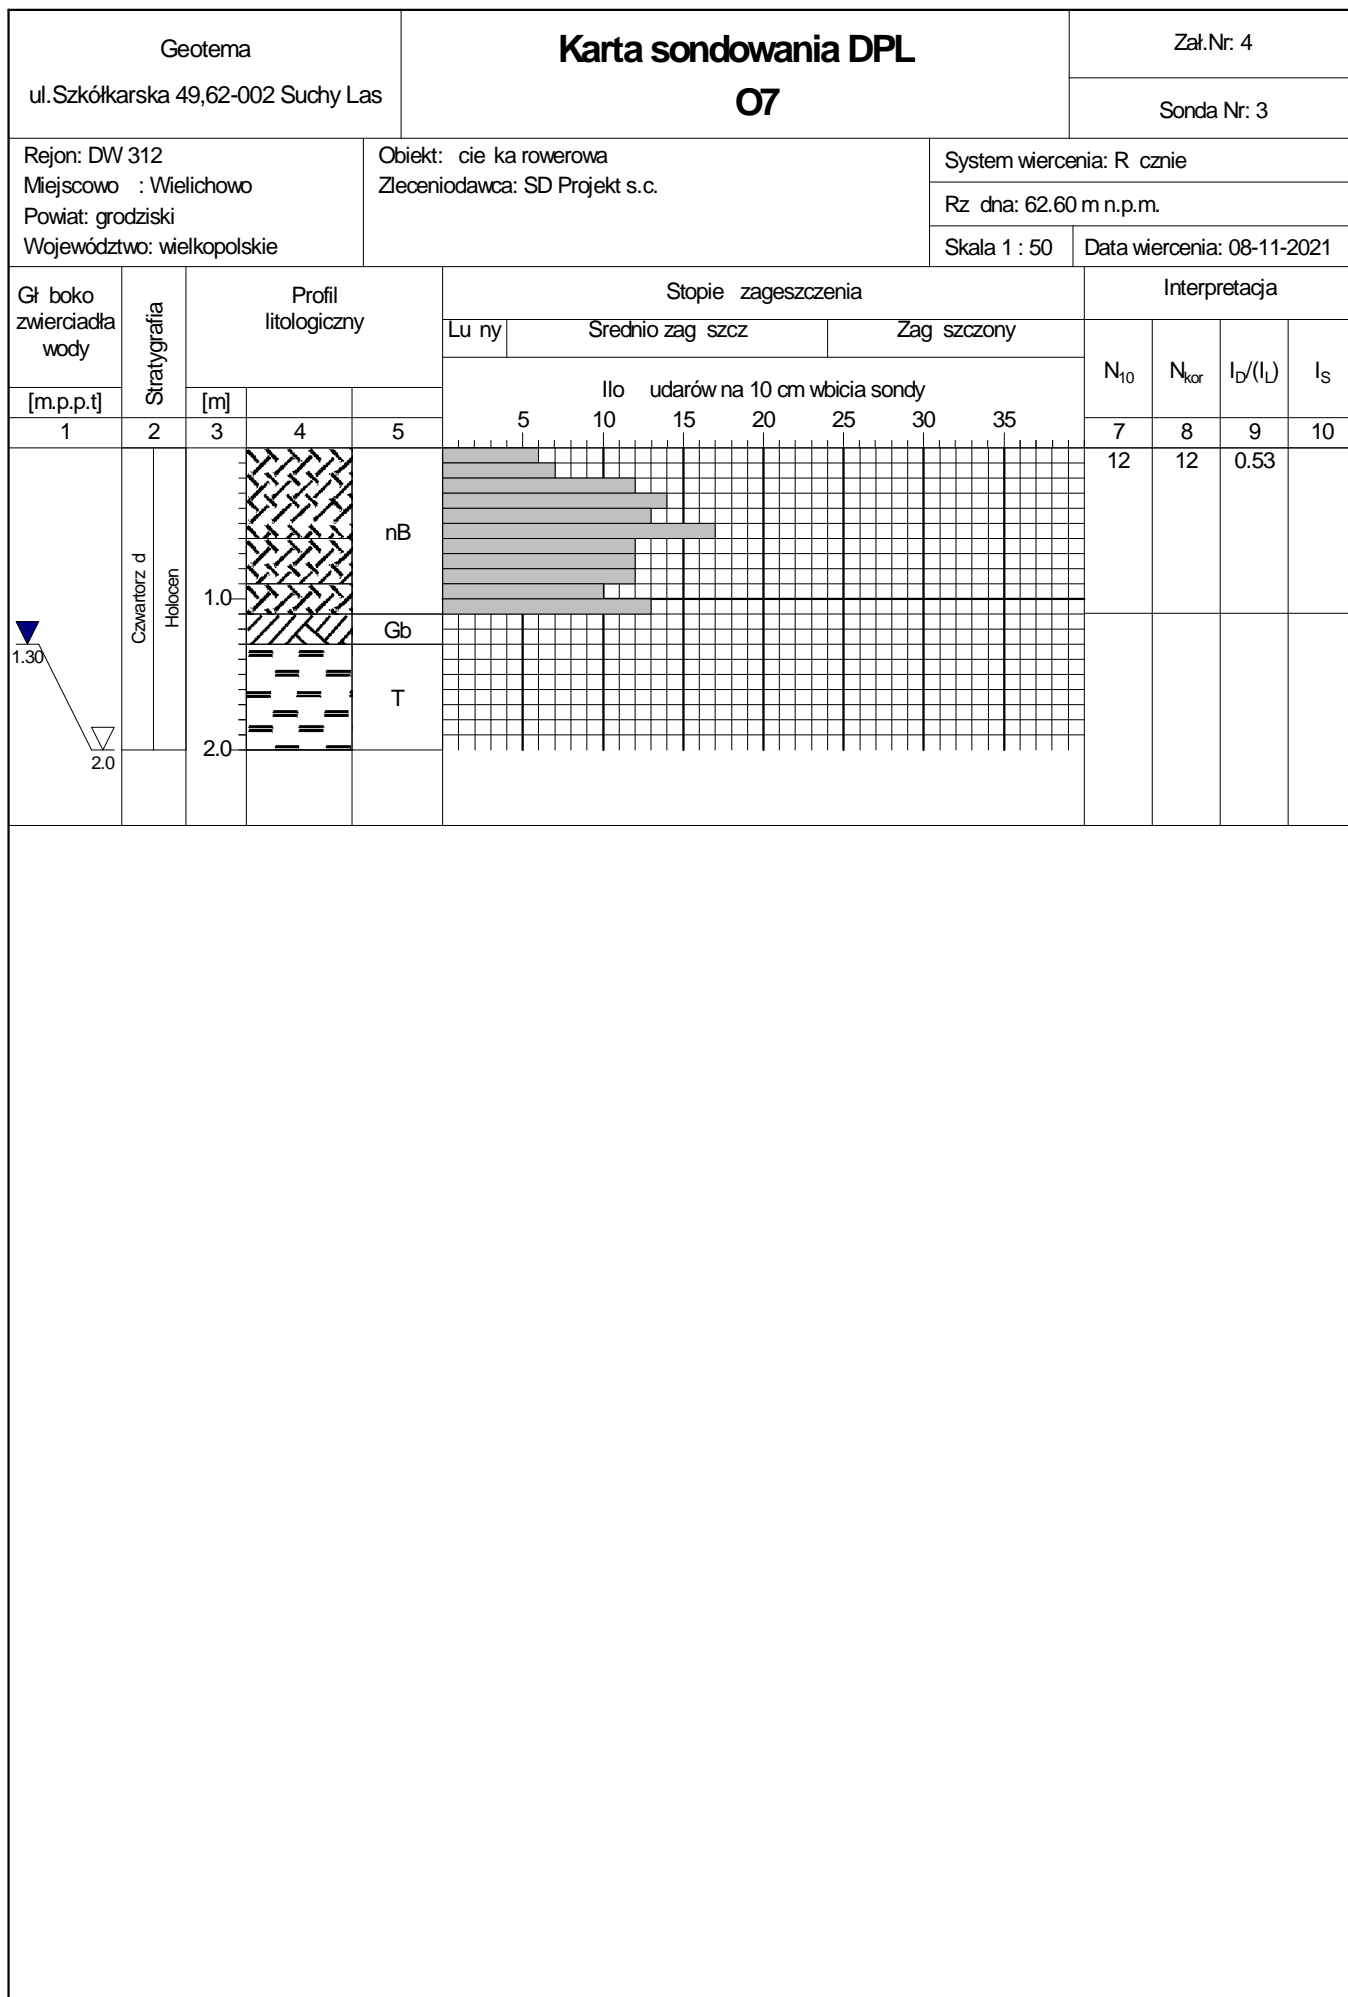 Geotema
ul.Szkółkarska 49,62-002 Suchy Las
Karta sondowania DPL
O7
Zał.Nr: 4
Sonda Nr: 3
Rejon: DW 312
Miejscowo : Wielichowo
Powiat: grodziski
Województwo: wielkopolskie
Obiekt: cie ka rowerowa
Zleceniodawca: SD Projekt s.c.
System wiercenia: R cznie
Rz dna: 62.60 m n.p.m.
Skala 1 : 50
Data wiercenia: 08-11-2021
Gł boko
zwierciadła
wody
[m.p.p.t]
Stratygrafia
Profil
litologiczny
[m]
Stopie zageszczenia
Lu ny
Srednio zag szcz
Zag szczony
Ilo udarów na 10 cm wbicia sondy
5 10 15 20 25 30 35
Interpretacja
N10 Nkor ID/(IL) IS
1 2 3 4 5 7 8 9 10
12 12 0.53
Czwartorz d
Holocen
nB
1.0
Gb
1.30
T
2.0
2.0